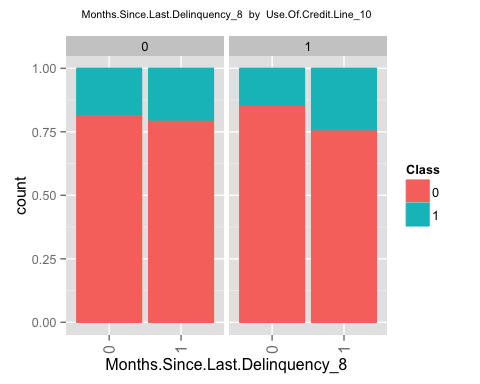 Months.Since.Last.Delinquency_8 by Use.Of.Credit.Line_10
0 1
1.00
0.75
0.50
0.25
0.00
count
0 1 0 1
Months.Since.Last.Delinquency_8
Class
0
1